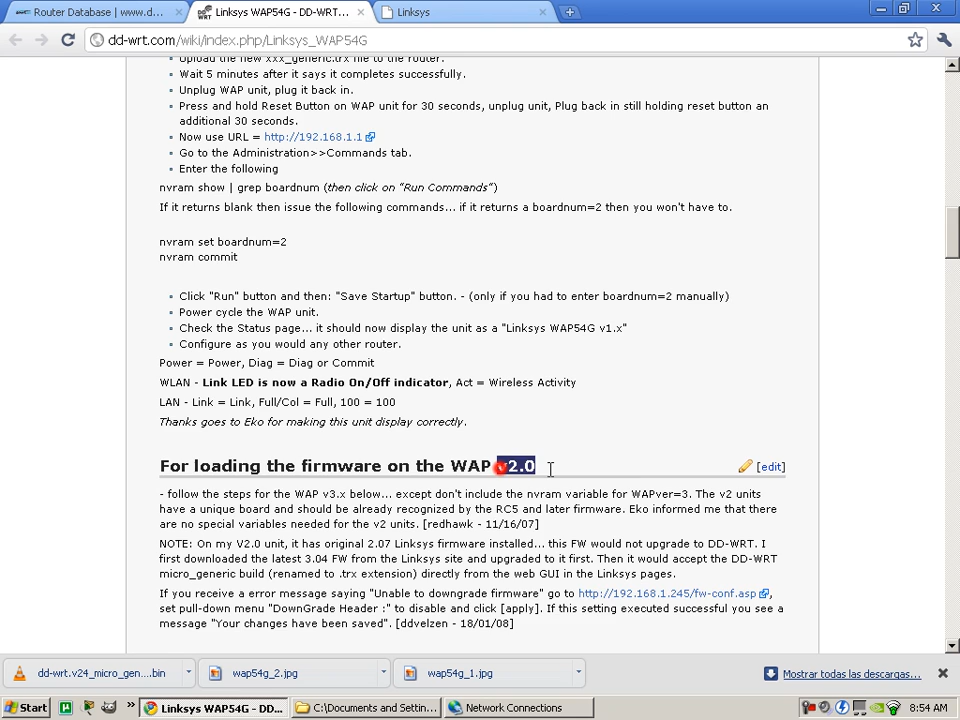 Router Database | www.d...
Linksys WAP54G - DD-WRT...
Linksys
dd-wrt.com/wiki/index.php/Linksys_WAP54G
Upload the new xxx_generic.trx file to the router.
Wait 5 minutes after it says it completes successfully.
Unplug WAP unit, plug it back in.
Press and hold Reset Button on WAP unit for 30 seconds, unplug unit, Plug back in still holding reset button an
additional 30 seconds.
Now use URL = http://192.168.1.1
Go to the Administration>>Commands tab.
Enter the following
nvram show | grep boardnum (then click on "Run Commands")
If it returns blank then issue the following commands... if it returns a boardnum=2 then you won't have to.
nvram set boardnum=2
nvram commit
Click "Run" button and then: "Save Startup" button. - (only if you had to enter boardnum=2 manually)
Power cycle the WAP unit.
Check the Status page... it should now display the unit as a "Linksys WAP54G v1.x"
Configure as you would any other router.
Power = Power, Diag = Diag or Commit
WLAN - Link LED is now a Radio On/Off indicator, Act = Wireless Activity
LAN - Link = Link, Full/Col = Full, 100 = 100
Thanks goes to Eko for making this unit display correctly.
For loading the firmware on the WAP v2.0
[edit]
- follow the steps for the WAP v3.x below... except don't include the nvram variable for WAPver=3. The v2 units
have a unique board and should be already recognized by the RC5 and later firmware. Eko informed me that there
are no special variables needed for the v2 units. [redhawk - 11/16/07]
NOTE: On my V2.0 unit, it has original 2.07 Linksys firmware installed... this FW would not upgrade to DD-WRT. I
first downloaded the latest 3.04 FW from the Linksys site and upgraded to it first. Then it would accept the DD-WRT
micro_generic build (renamed to .trx extension) directly from the web GUI in the Linksys pages.
If you receive a error message saying "Unable to downgrade firmware" go to http://192.168.1.245/fw-conf.asp ,
set pull-down menu "DownGrade Header :" to disable and click [apply]. If this setting executed successful you see a
message "Your changes have been saved". [ddvelzen - 18/01/08]
dd-wrt.v24_micro_gen....bin
wap54g_2.jpg
wap54g_1.jpg
Mostrar todas las descargas...
Start
Linksys WAP54G - DD-...
C:\Documents and Settin...
Network Connections
8:54 AM